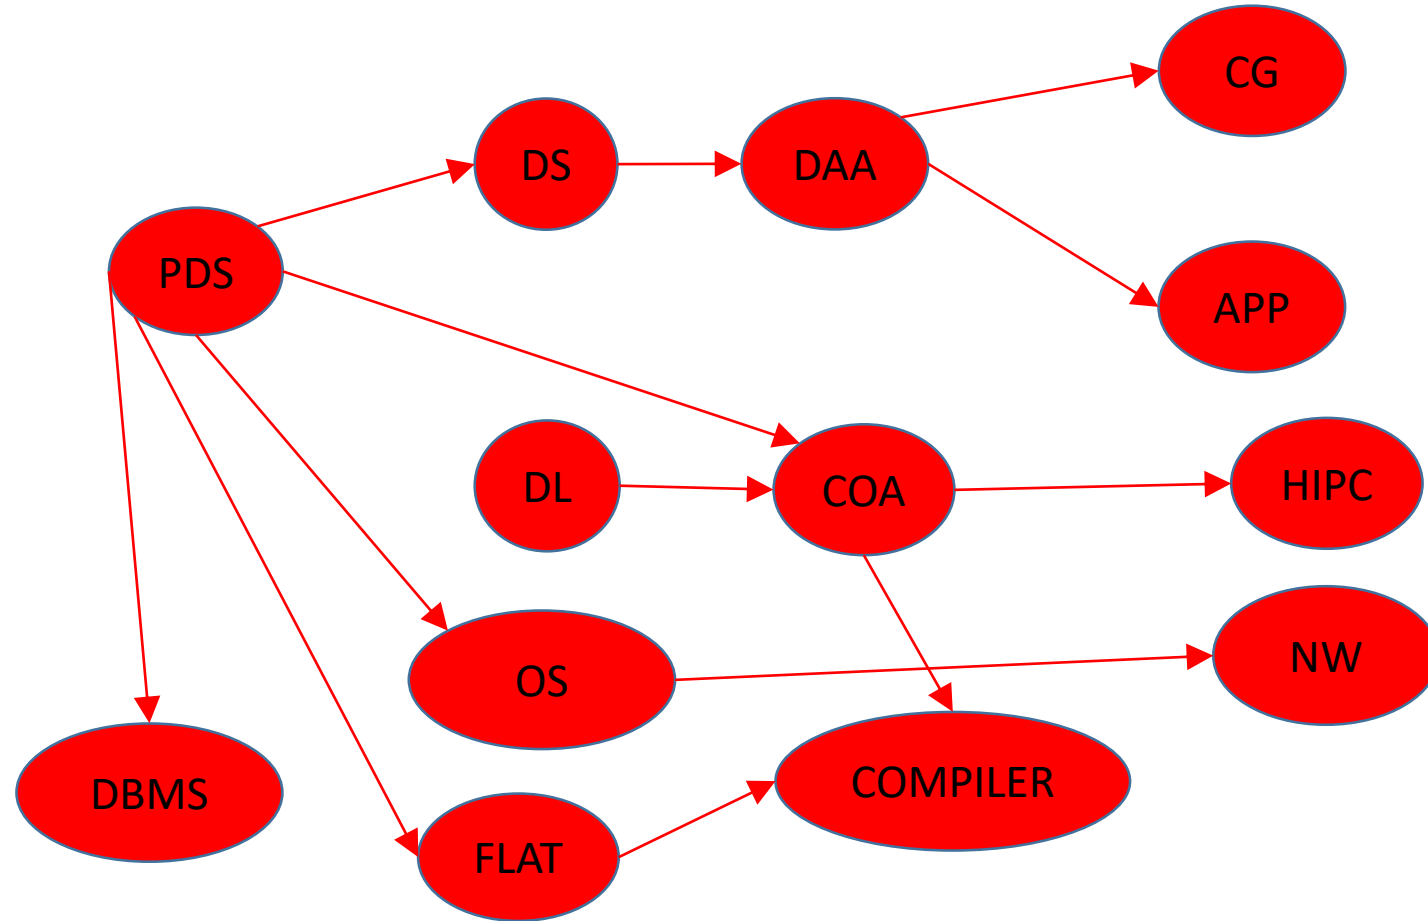 CG
DS
DAA
PDS
APP
DL
COA
HIPC
OS
NW
DBMS
COMPILER
FLAT